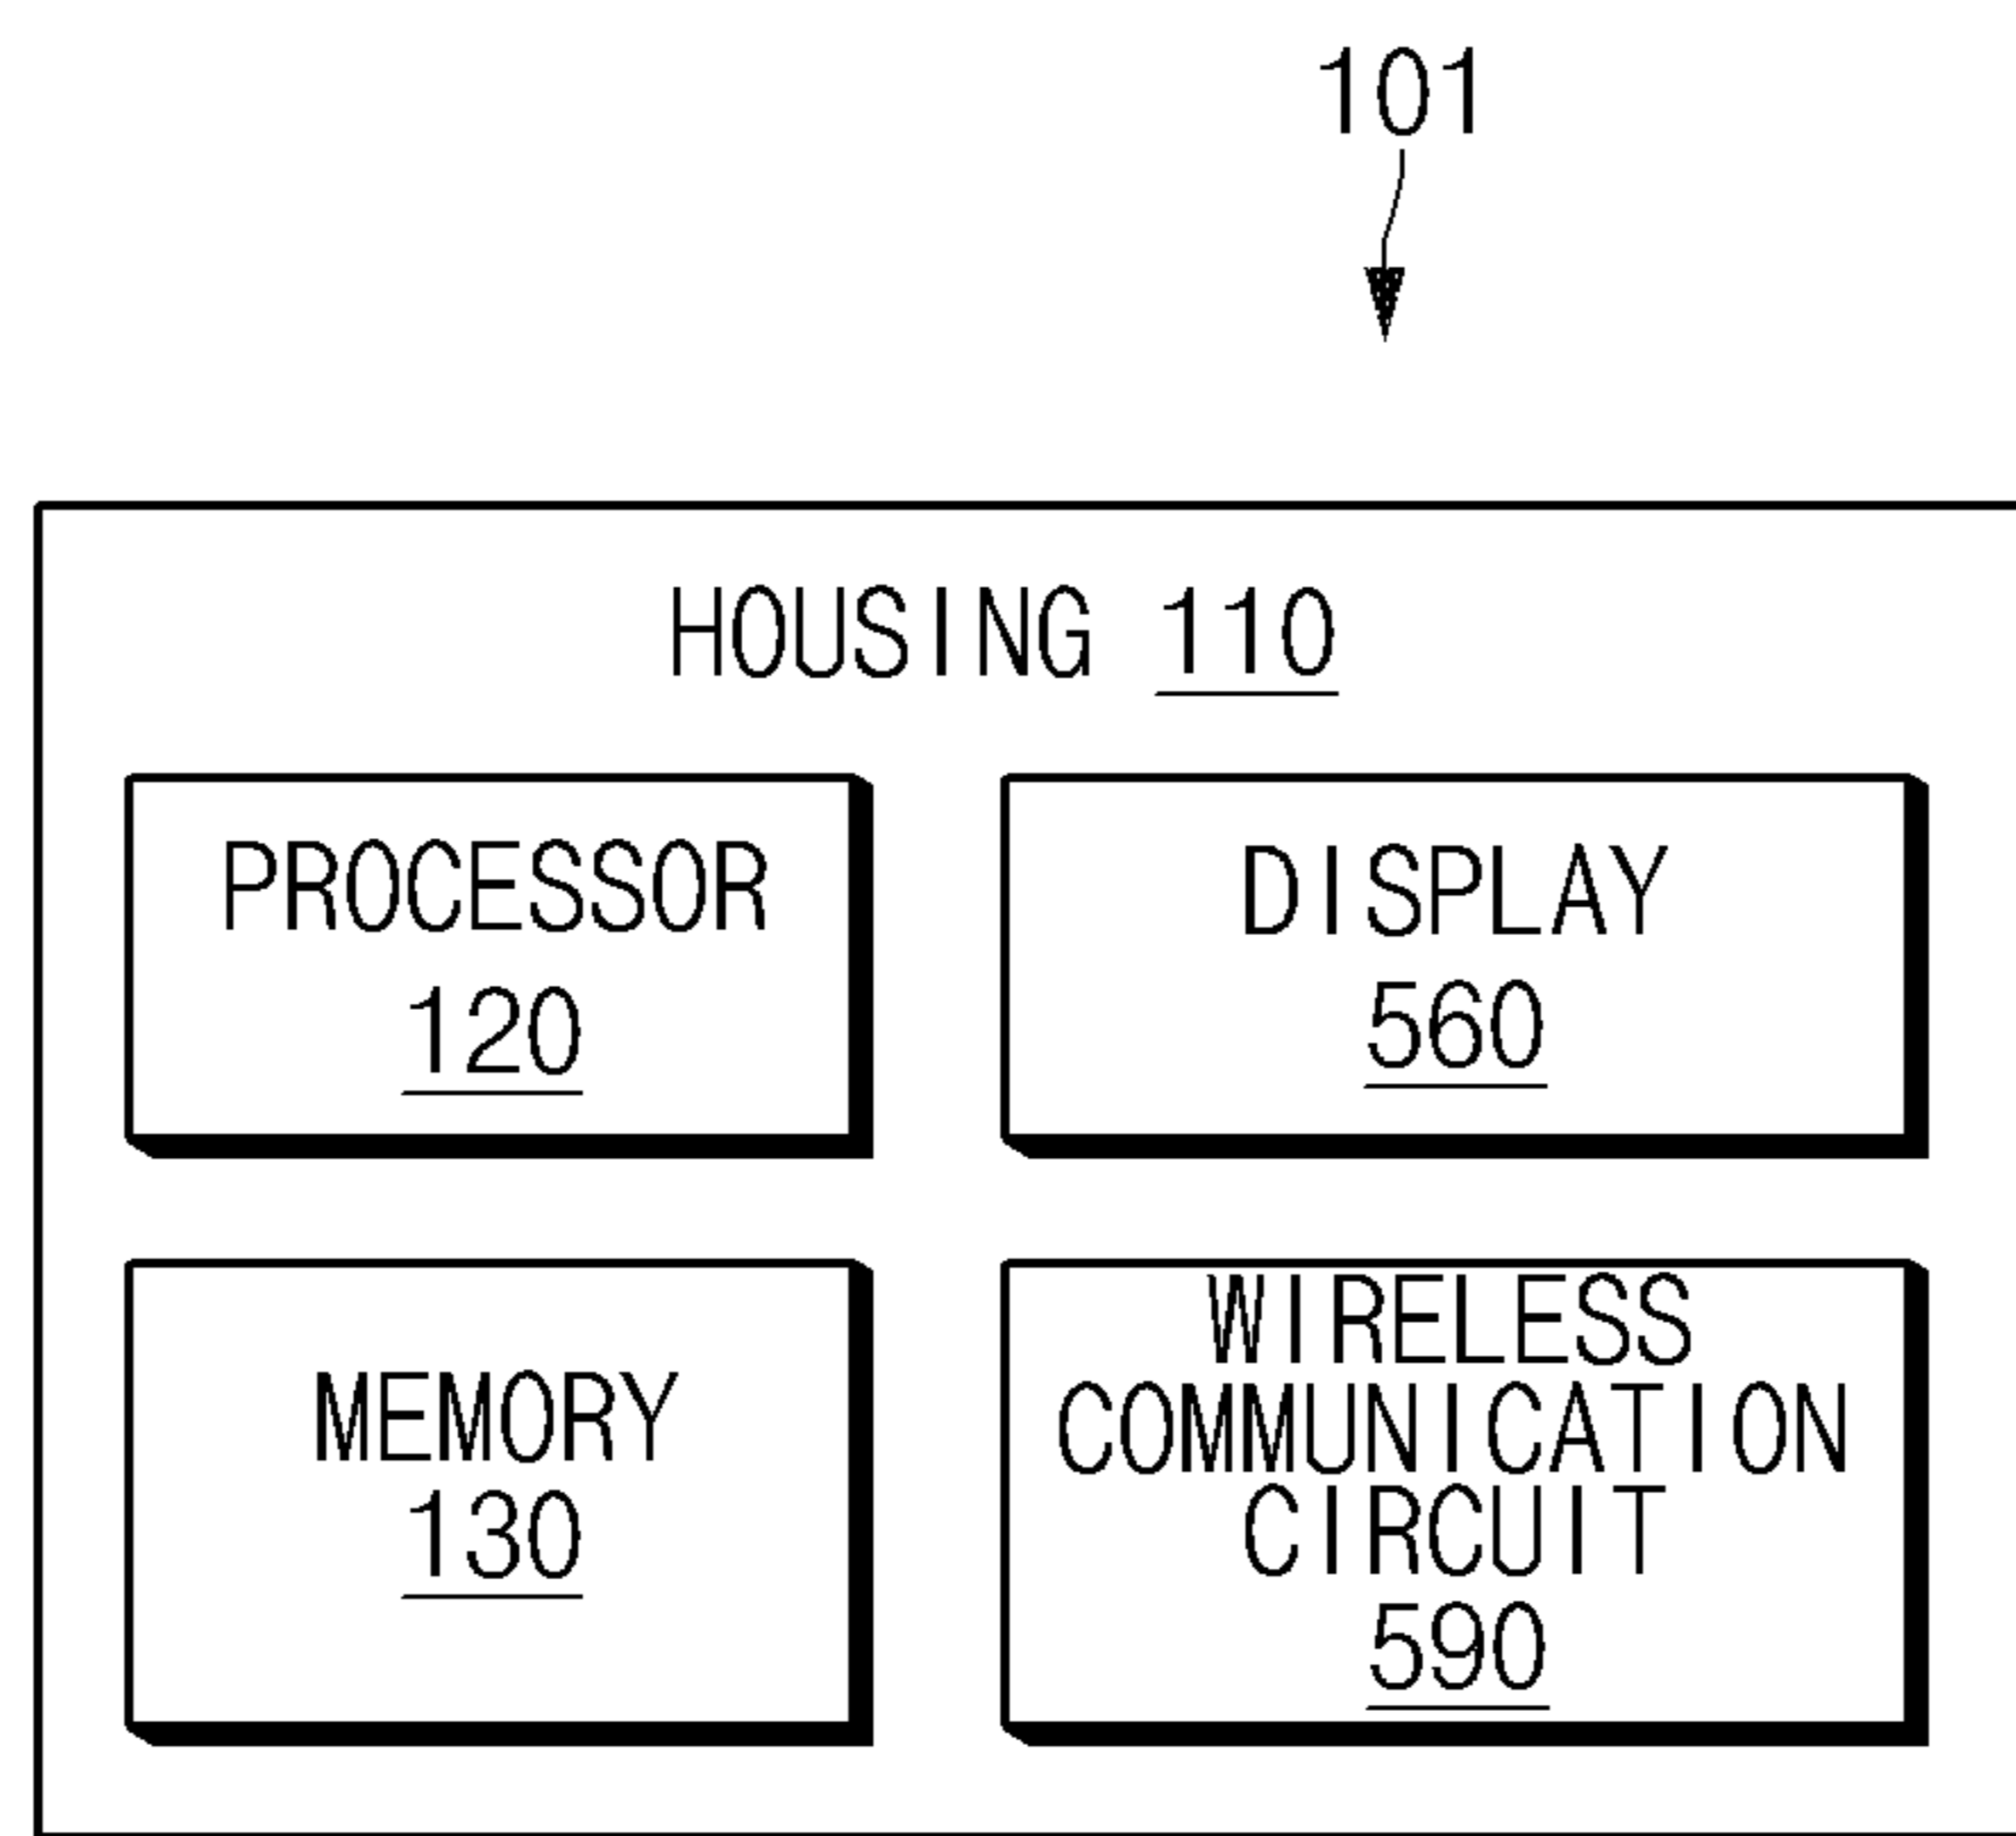 101
HOUSING 110
PROCESSOR
120
DISPLAY
560
MEMORY
130
WIRELESS
COMMUNICATION
CIRCUIT
590